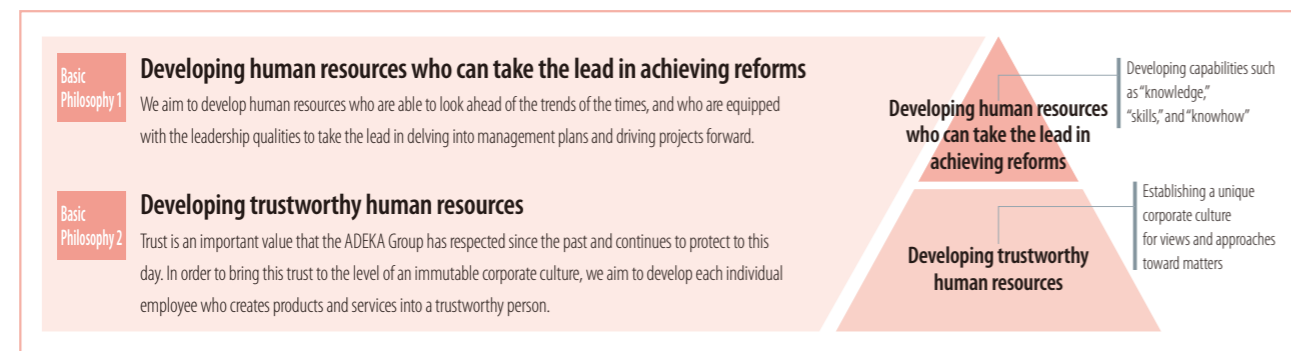 Basic
Philosophy 1
Developing human resources who can take the lead in achieving reforms
We aim to develop human resources who are able to look ahead of the trends of the times, and who are equipped
with the leadership qualities to take the lead in delving into management plans and driving projects forward.
Basic
Philosophy 2
Developing trustworthy human resources
Trust is an important value that the ADEKA Group has respected since the past and continues to protect to this
day. In order to bring this trust to the level of an immutable corporate culture, we aim to develop each individual
employee who creates products and services into a trustworthy person.
Developing human resources
who can take the lead in
achieving reforms
Developing capabilities such
as “knowledge,”
“skills,” and “knowhow”
Developing trustworthy
human resources
Establishing a unique
corporate culture
for views and approaches
toward matters